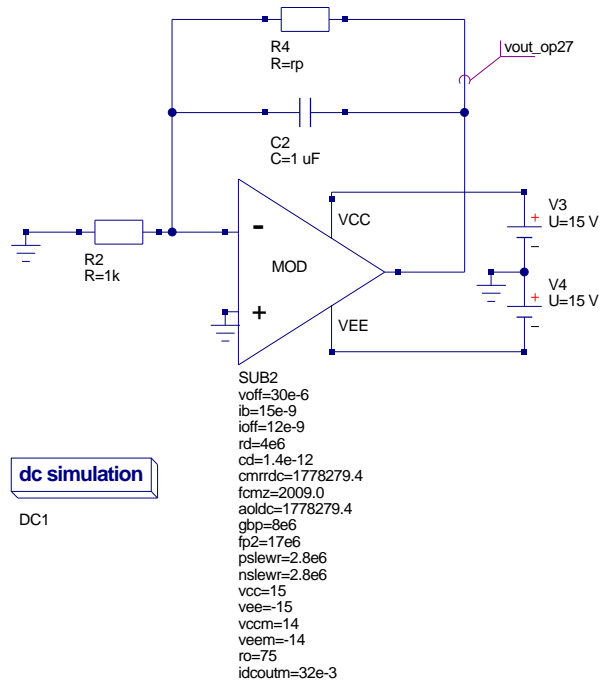 R4
R=rp
vout_op27
C2
C=1 uF
R2
R=1k
-
MOD
+
VCC
VEE
+
-
V3
U=15 V
+
-
V4
U=15 V
SUB2
voff=30e-6
ib=15e-9
ioff=12e-9
rd=4e6
cd=1.4e-12
cmrrdc=1778279.4
fcmz=2009.0
aoldc=1778279.4
gbp=8e6
fp2=17e6
pslewr=2.8e6
nslewr=2.8e6
vcc=15
vee=-15
vccm=14
veem=-14
ro=75
idcoutm=32e-3
dc simulation
DC1